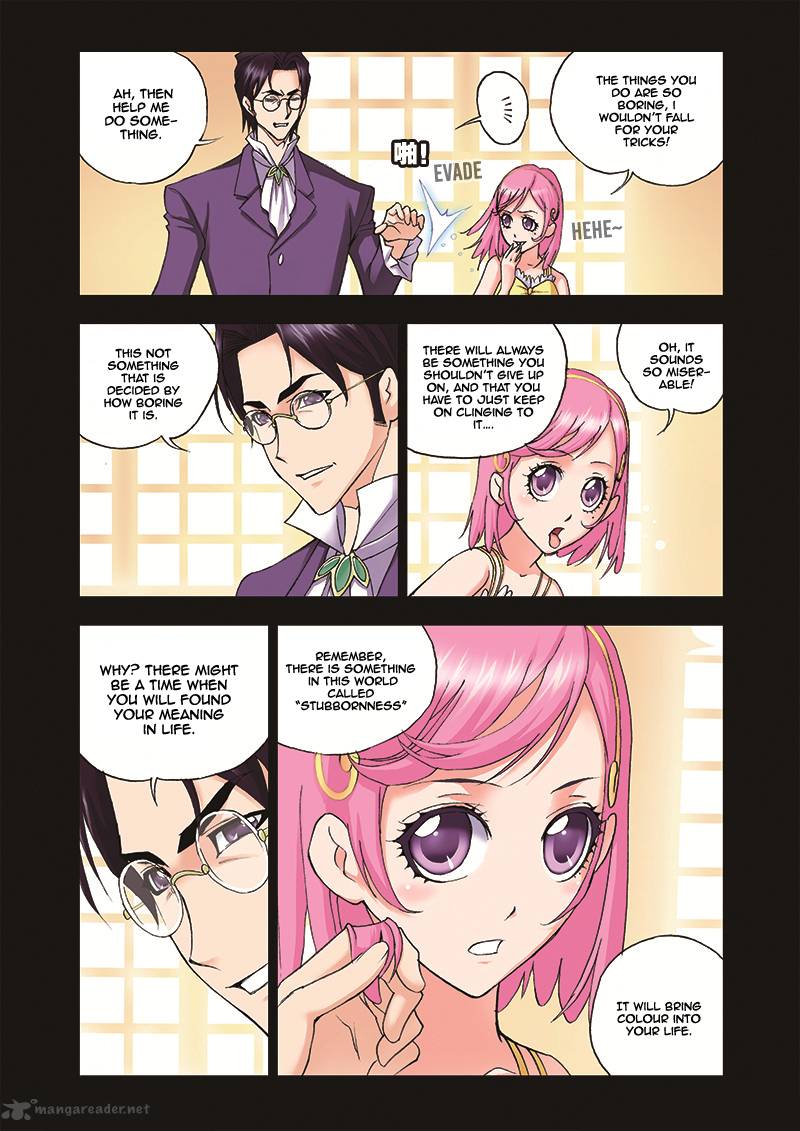 AH, THEN
HELP ME
DO SOME-
THING.
啪!
EVADE
THE THINGS YOU
DO ARE SO
BORING, I
WOULDN'T FALL
FOR YOUR
TRICKS!
HEHE~
THIS NOT
SOMETHING
THAT IS
DECIDED BY
HOW BORING
IT IS.
THERE WILL ALWAYS
BE SOMETHING YOU
SHOULDN'T GIVE UP
ON, AND THAT YOU
HAVE TO JUST KEEP
ON CLINGING TO
IT....
OH, IT
SOUNDS
SO MISER-
ABLE!
WHY? THERE MIGHT
BE A TIME WHEN
YOU WILL FOUND
YOUR MEANING
IN LIFE.
REMEMBER,
THERE IS SOMETHING
IN THIS WORLD
CALLED
"STUBBORNNESS"
IT WILL BRING
COLOUR INTO
YOUR LIFE.
mangareader.net